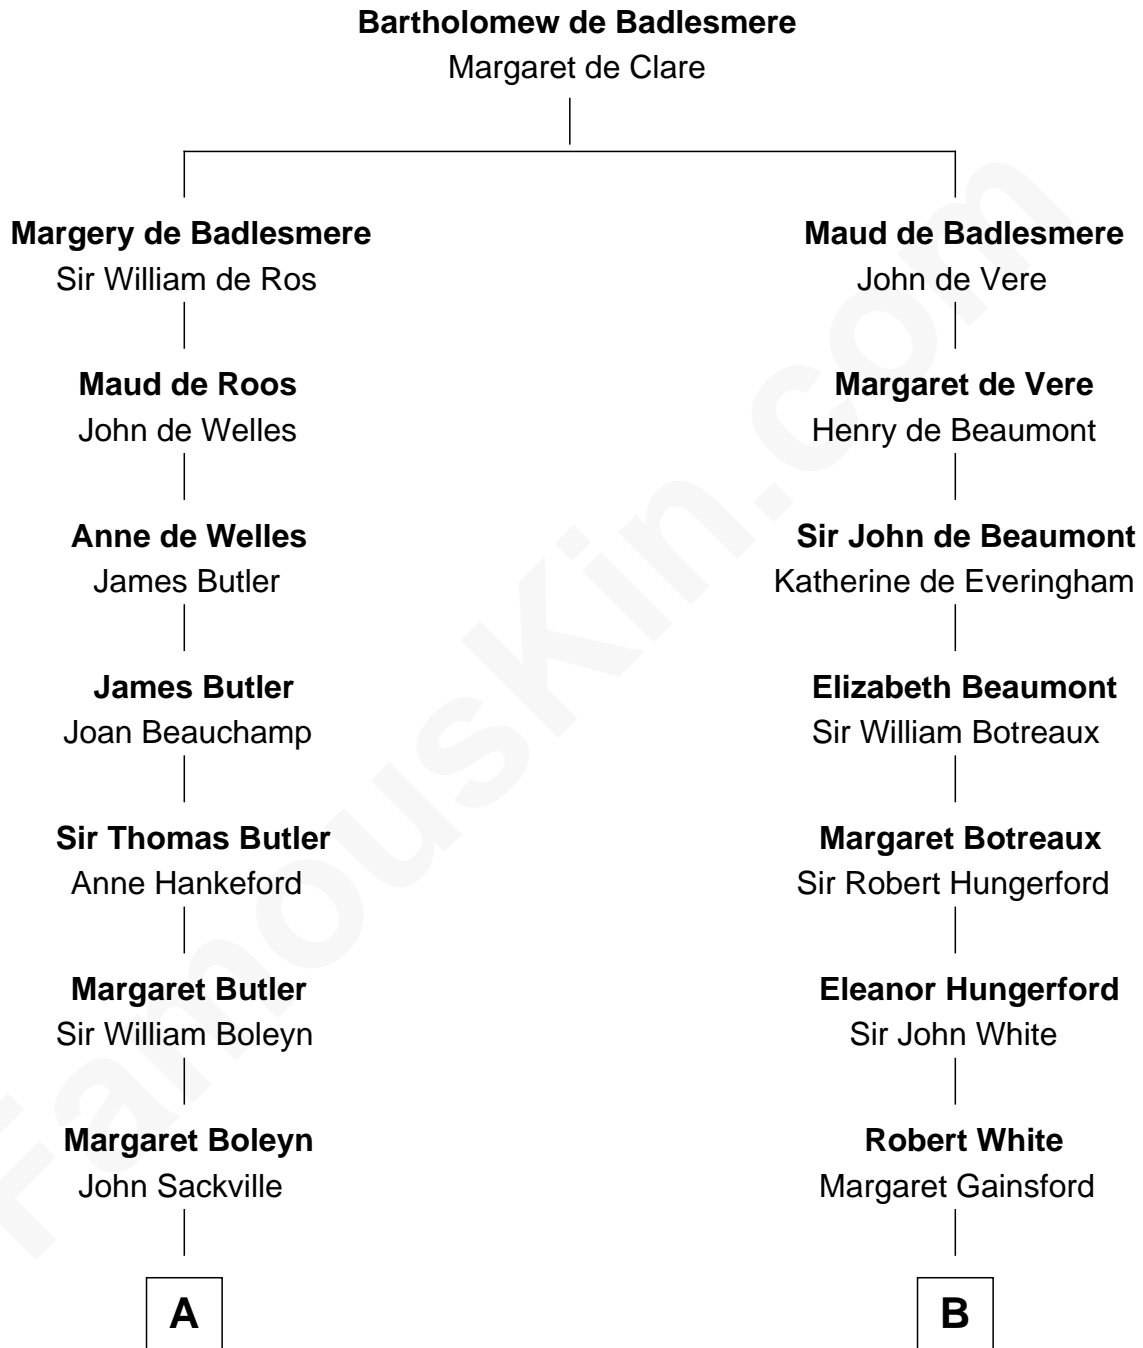 Bartholomew de Badlesmere
Margaret de Clare
Margery de Badlesmere
Sir William de Ros
Maud de Badlesmere
John de Vere
Maud de Roos
John de Welles
Margaret de Vere
Henry de Beaumont
Anne de Welles
James Butler
Sir John de Beaumont
Katherine de Everingham
James Butler
Joan Beauchamp
Elizabeth Beaumont
Sir William Botreaux
Sir Thomas Butler
Anne Hankeford
Margaret Botreaux
Sir Robert Hungerford
Margaret Butler
Sir William Boleyn
Eleanor Hungerford
Sir John White
Margaret Boleyn
John Sackville
Robert White
Margaret Gainsford
A
B
FamousKin.com